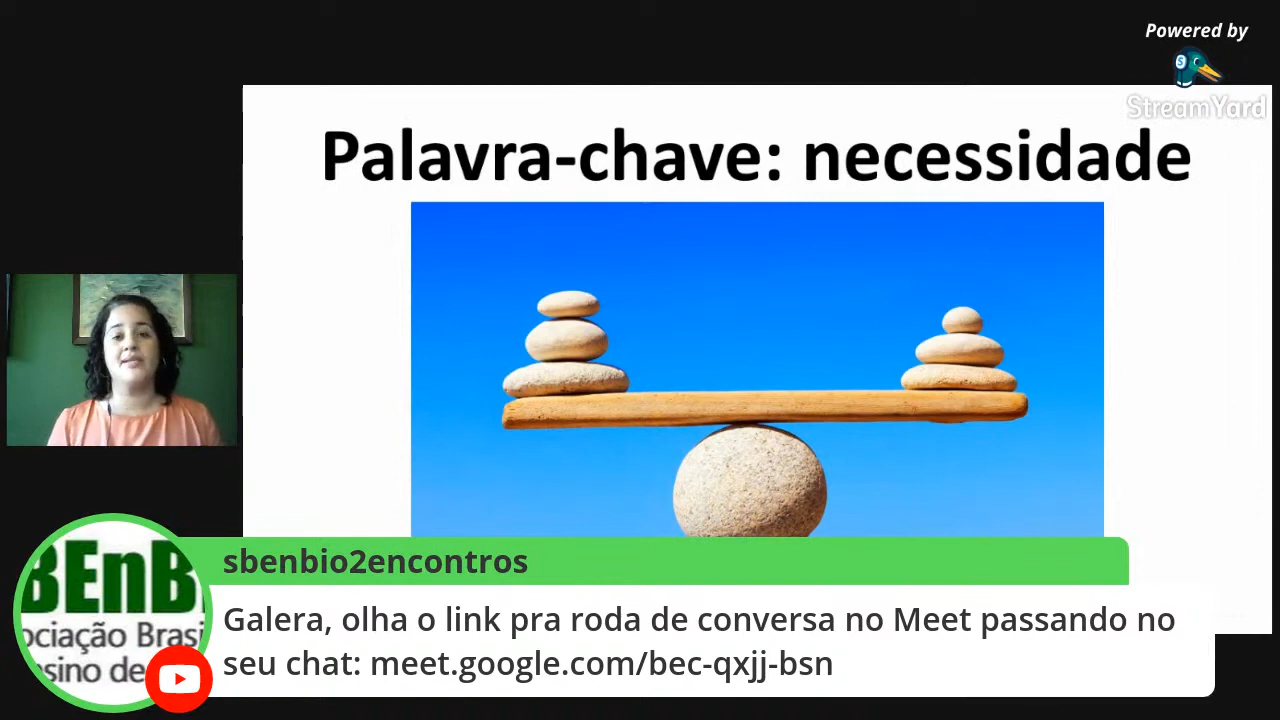 Powered by
StreamYard
Palavra-chave: necessidade
sbenbio2encontros
BEnB
ociação Brasi
nsino de
Galera, olha o link pra roda de conversa no Meet passando no
seu chat: meet.google.com/bec-qxjj-bsn